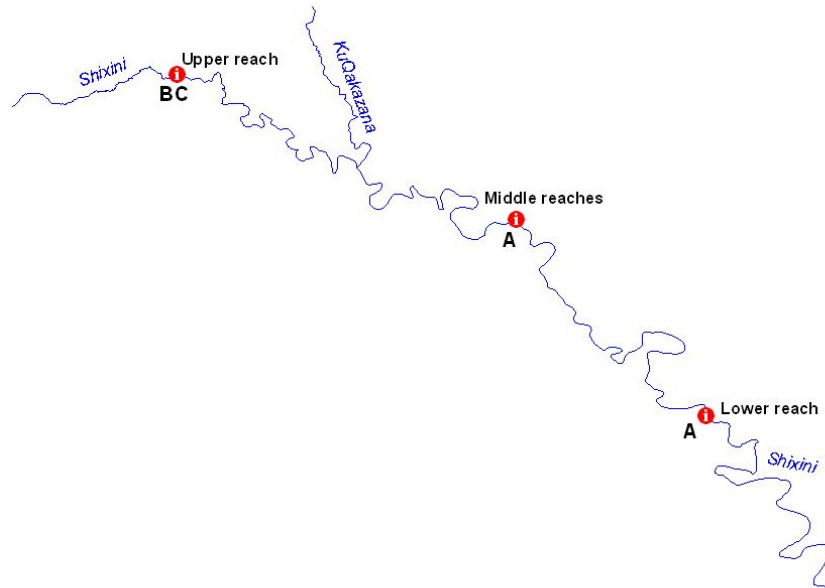 Shixini
i
Upper reach
BC
KuQakazana
Middle reaches
i
A
i
Lower reach
A
Shixini